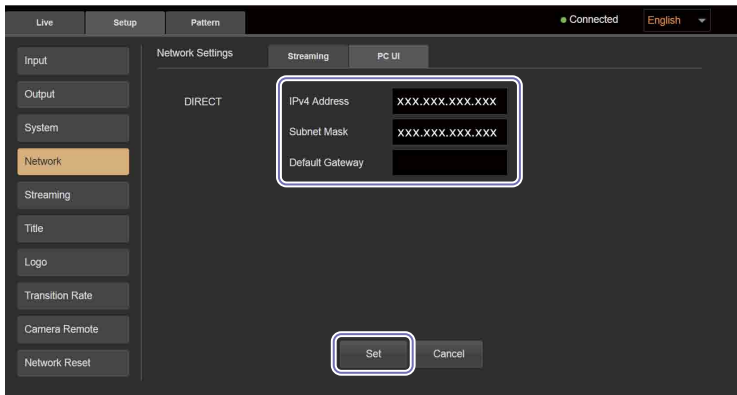 Live Setup Pattern Connected English
Network Settings Streaming PC UI
Input
Output
System
Network
Streaming
Title
Logo
Transition Rate
Camera Remote
Network Reset
DIRECT
IPv4 Address xxx.xxx.xxx.xxx
Subnet Mask xxx.xxx.xxx.xxx
Default Gateway
Set Cancel